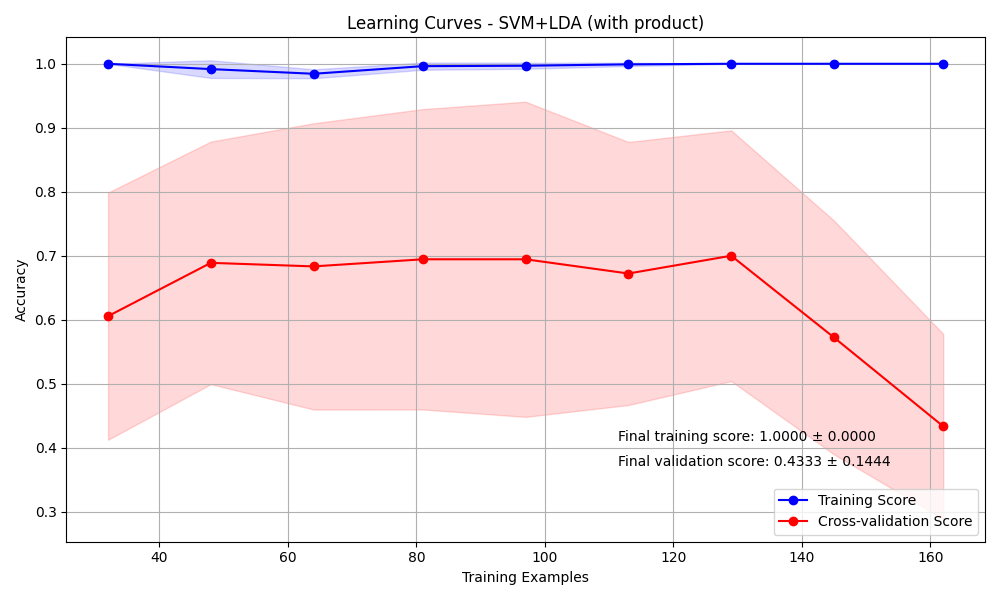 Learning Curves - SVM+LDA (with product)
Accuracy
1.0
0.9
0.8
0.7
0.6
0.5
0.4
0.3
Final training score: 1.0000 ± 0.0000
Final validation score: 0.4333 ± 0.1444
Training Score
Cross-validation Score
40 60 80 100 120 140 160
Training Examples